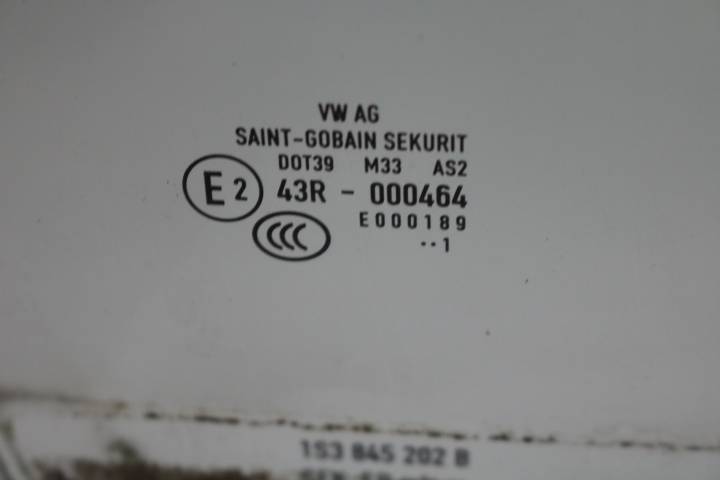 VW AG
SAINT-GOBAIN SEKURIT
DOT39 M33 AS2
E2 43R - 000464
E000189
CCC ··1
1S3 845 202 B